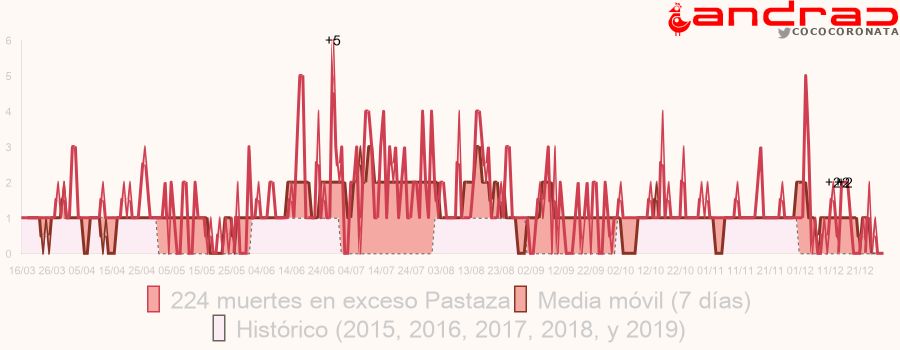 andrac
COCOCORONATA
6
+5
5
4
3
2
+2 +2
1
0
16/03 26/03 05/04 15/04 25/04 05/05 15/05 25/05 04/06 14/06 24/06 04/07 14/07 24/07 03/08 13/08 23/08 02/09 12/09 22/09 02/10 12/10 22/10 01/11 11/11 21/11 01/12 11/12 21/12
224 muertes en exceso Pastaza Media móvil (7 días)
Histórico (2015, 2016, 2017, 2018, y 2019)